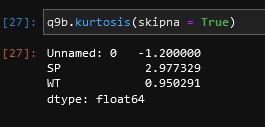 [27]: q9b.kurtosis(skipna = True)
[27]: Unnamed: 0   -1.200000
SP            2.977329
WT            0.950291
dtype: float64